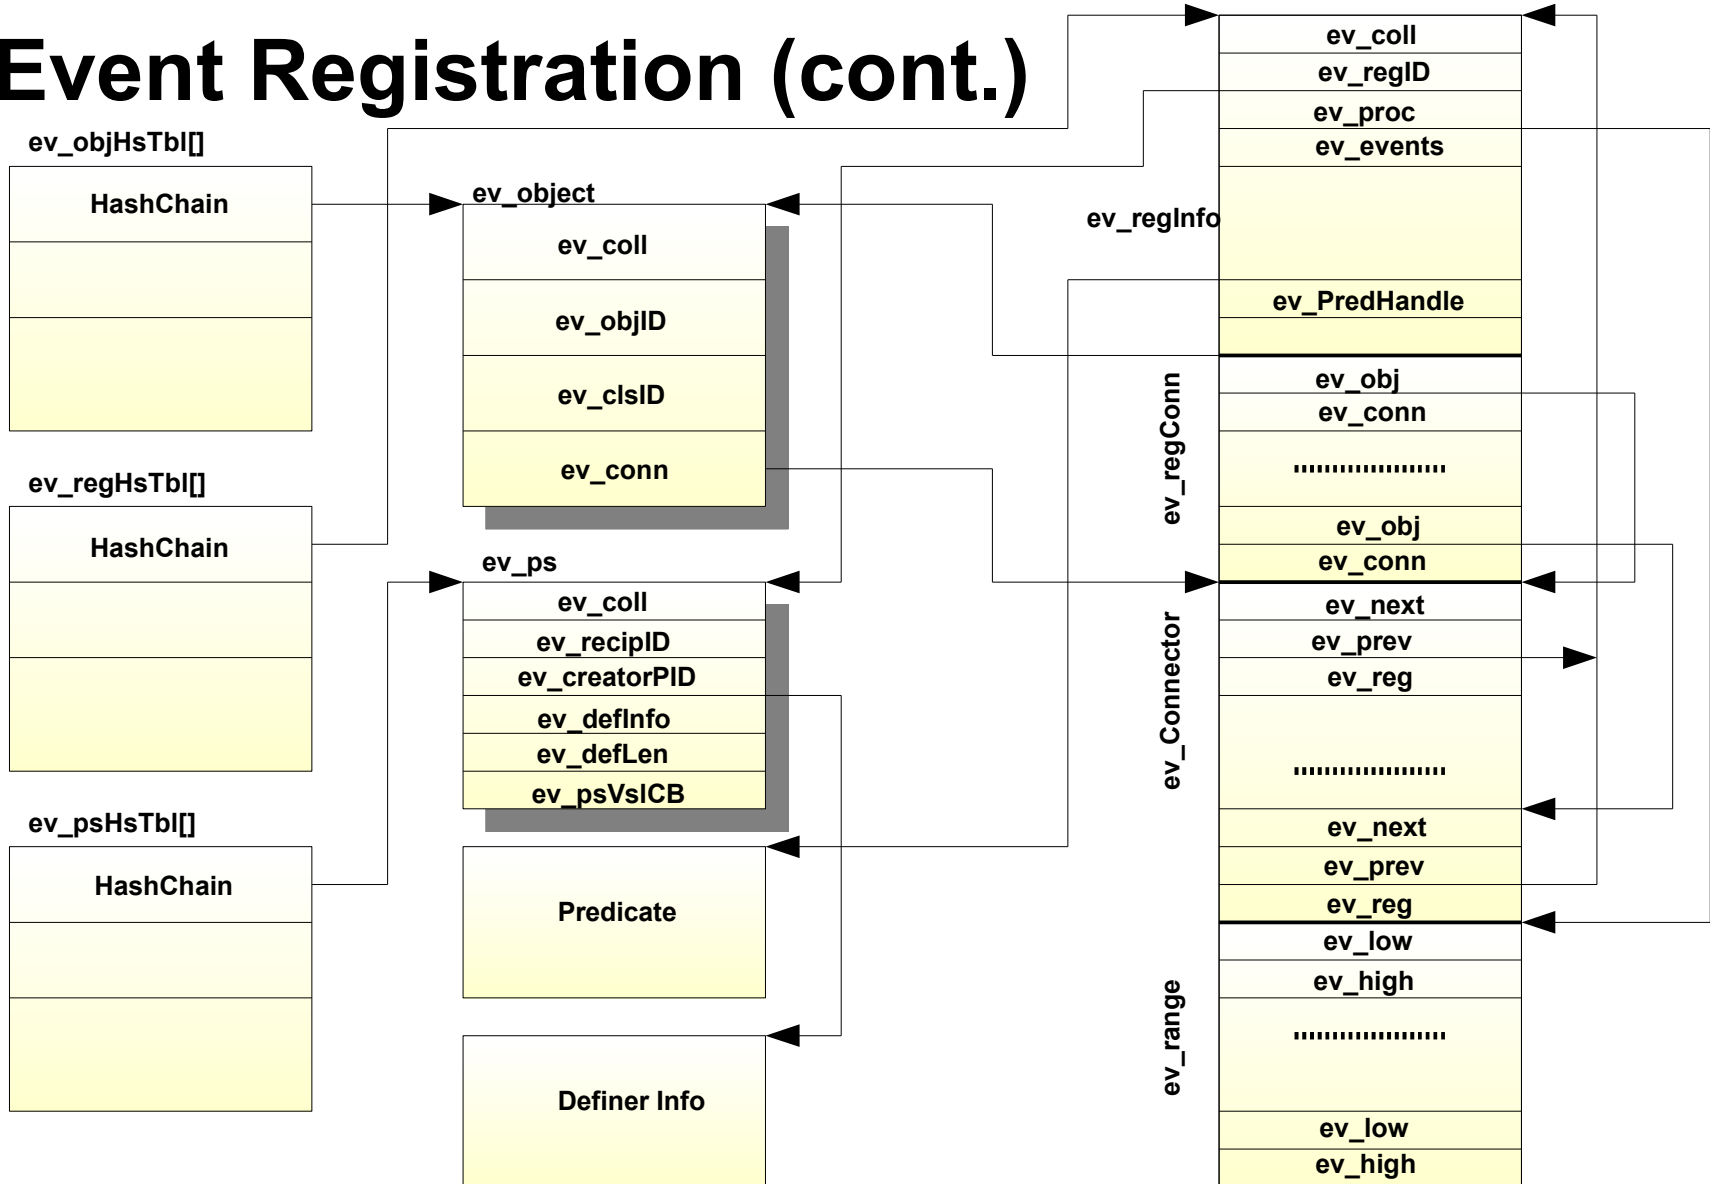 Event Registration (cont.)
ev_objHsTbl[]
HashChain
ev_regHsTbl[]
HashChain
ev_psHsTbl[]
HashChain
ev_object
ev_coll
ev_objID
ev_clsID
ev_conn
ev_ps
ev_coll
ev_recipID
ev_creatorPID
ev_defInfo
ev_defLen
ev_psVsICB
Predicate
Definer Info
ev_regInfo
ev_coll
ev_regID
ev_proc
ev_events
ev_PredHandle
ev_regConn
ev_obj
ev_conn
....................
ev_obj
ev_conn
ev_Connector
ev_next
ev_prev
ev_reg
....................
ev_next
ev_prev
ev_reg
ev_range
ev_low
ev_high
....................
ev_low
ev_high